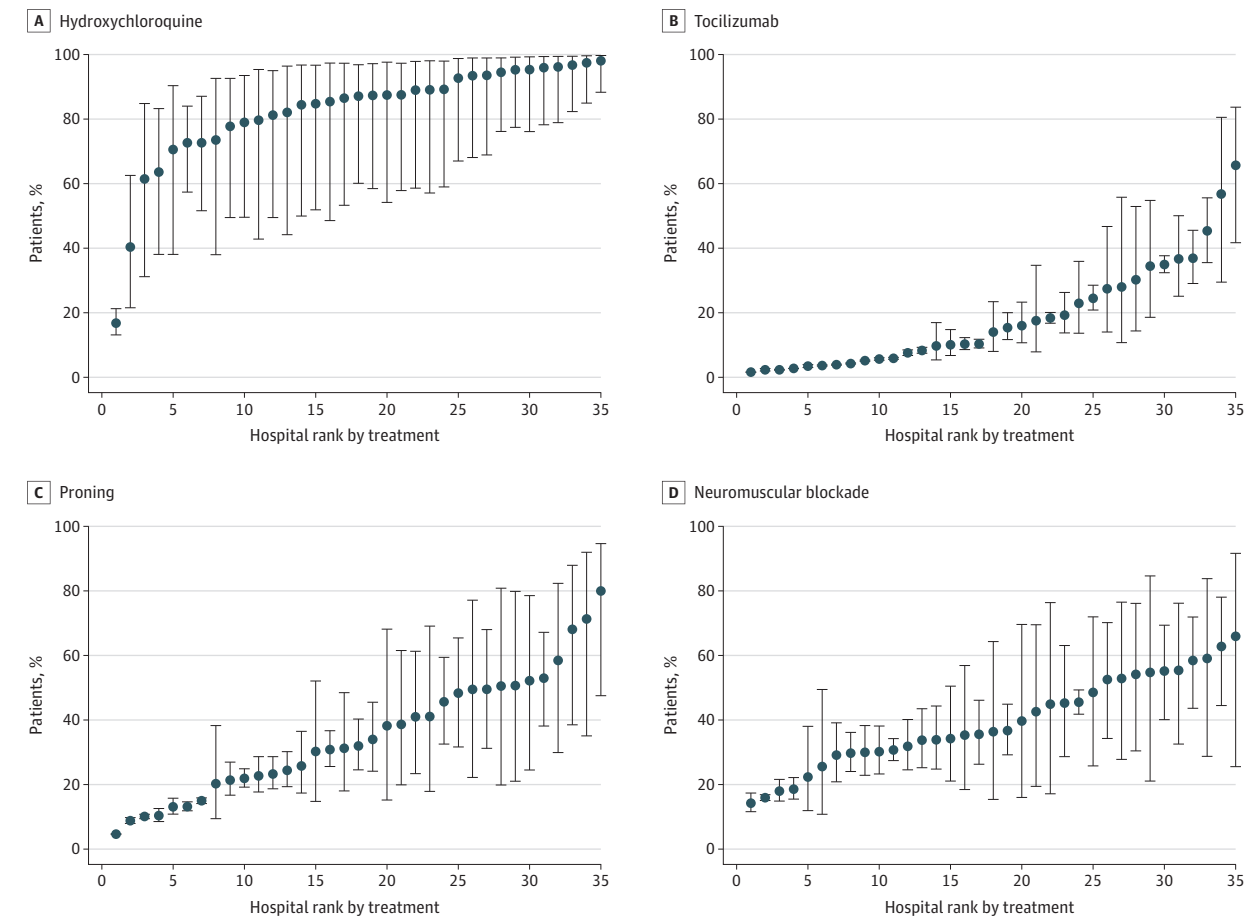 A Hydroxychloroquine
100
80
60
40
20
0
Patients, %
0 5 10 15 20 25 30 35
Hospital rank by treatment
B Tocilizumab
100
80
60
40
20
0
Patients, %
0 5 10 15 20 25 30 35
Hospital rank by treatment
C Proning
100
80
60
40
20
0
Patients, %
0 5 10 15 20 25 30 35
Hospital rank by treatment
D Neuromuscular blockade
100
80
60
40
20
0
Patients, %
0 5 10 15 20 25 30 35
Hospital rank by treatment